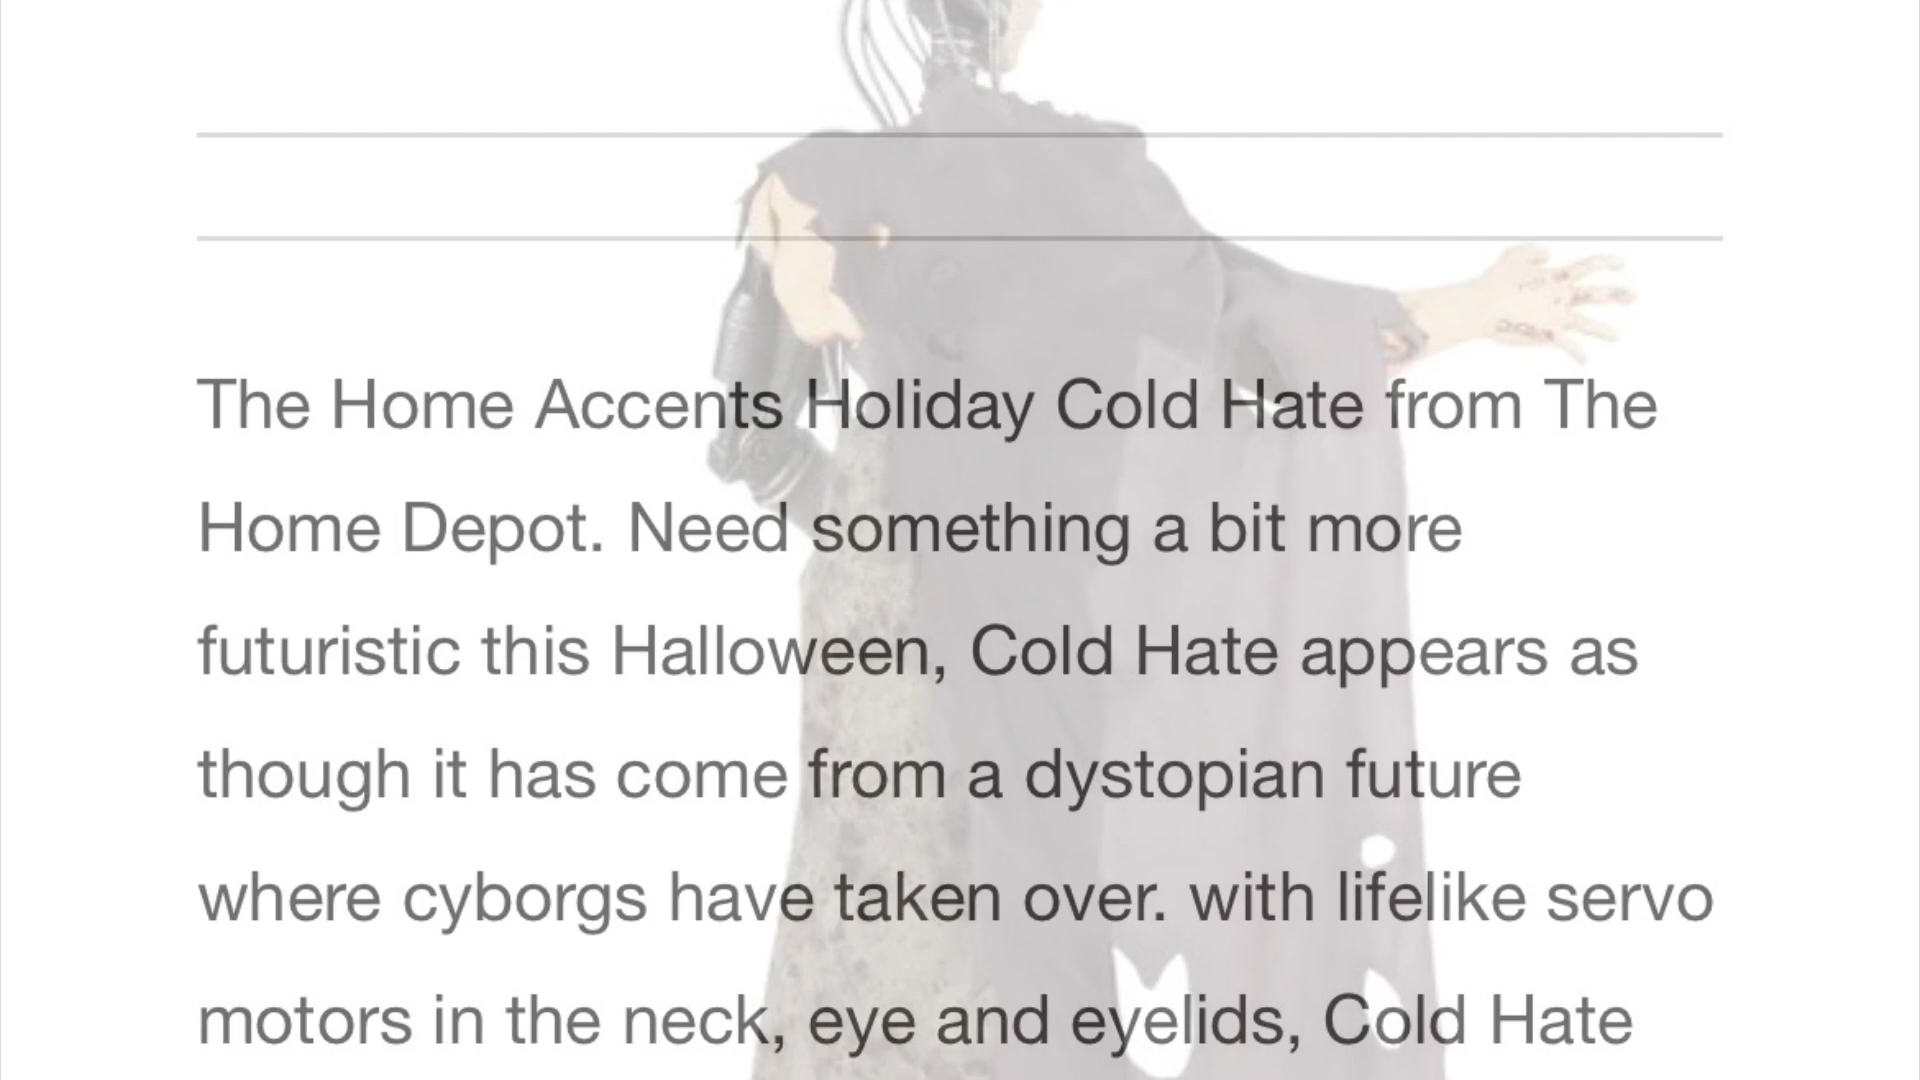 The Home Accents Holiday Cold Hate from The
Home Depot. Need something a bit more
futuristic this Halloween, Cold Hate appears as
though it has come from a dystopian future
where cyborgs have taken over. with lifelike servo
motors in the neck, eye and eyelids, Cold Hate